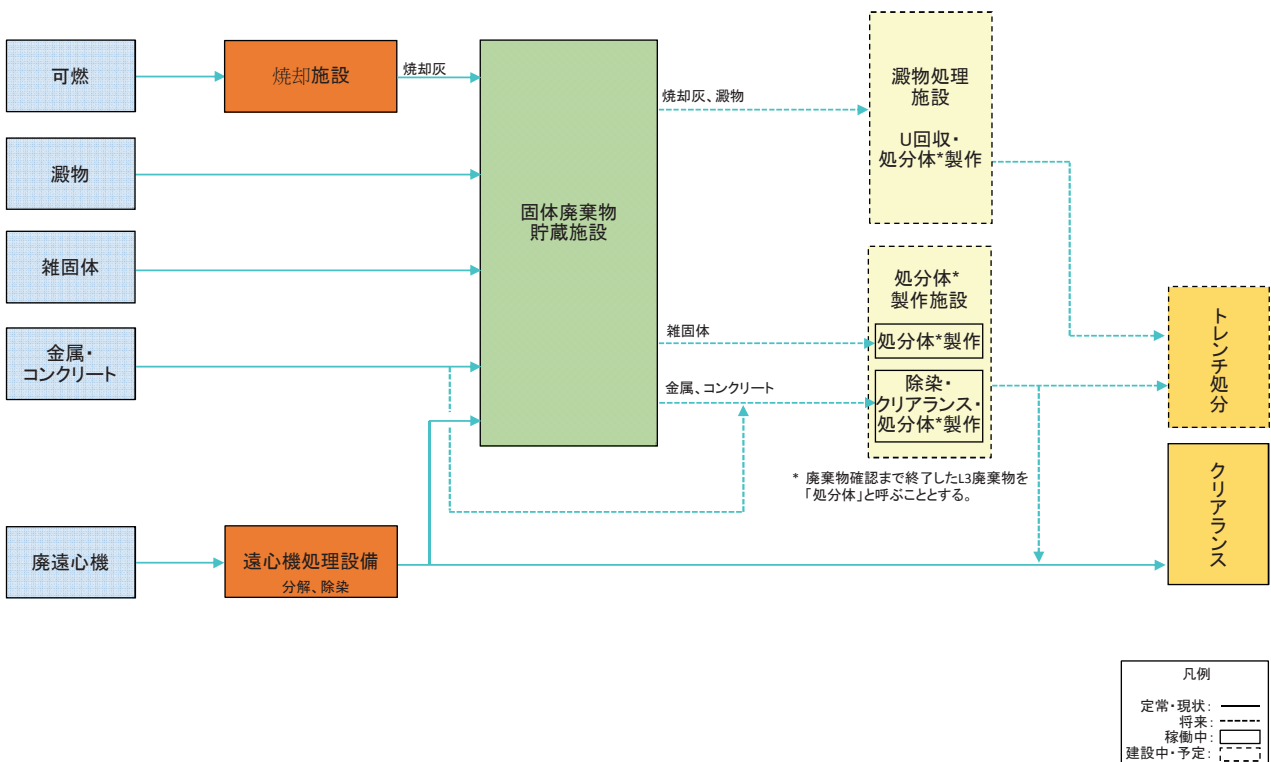 可燃
焼却施設
焼却灰
澱物
雑固体
金属・
コンクリート
廃遠心機
遠心機処理設備
分解、除染
固体廃棄物
貯蔵施設
焼却灰、澱物
雑固体
金属、コンクリート
澱物処理
施設
U回収・
処分体*製作
処分体*
製作施設
処分体*製作
除染・
クリアランス・
処分体*製作
* 廃棄物確認まで終了したL3廃棄物を
「処分体」と呼ぶこととする。
トレンチ処分
クリアランス
凡例
定常・現状:
将来:
稼働中:
建設中・予定: